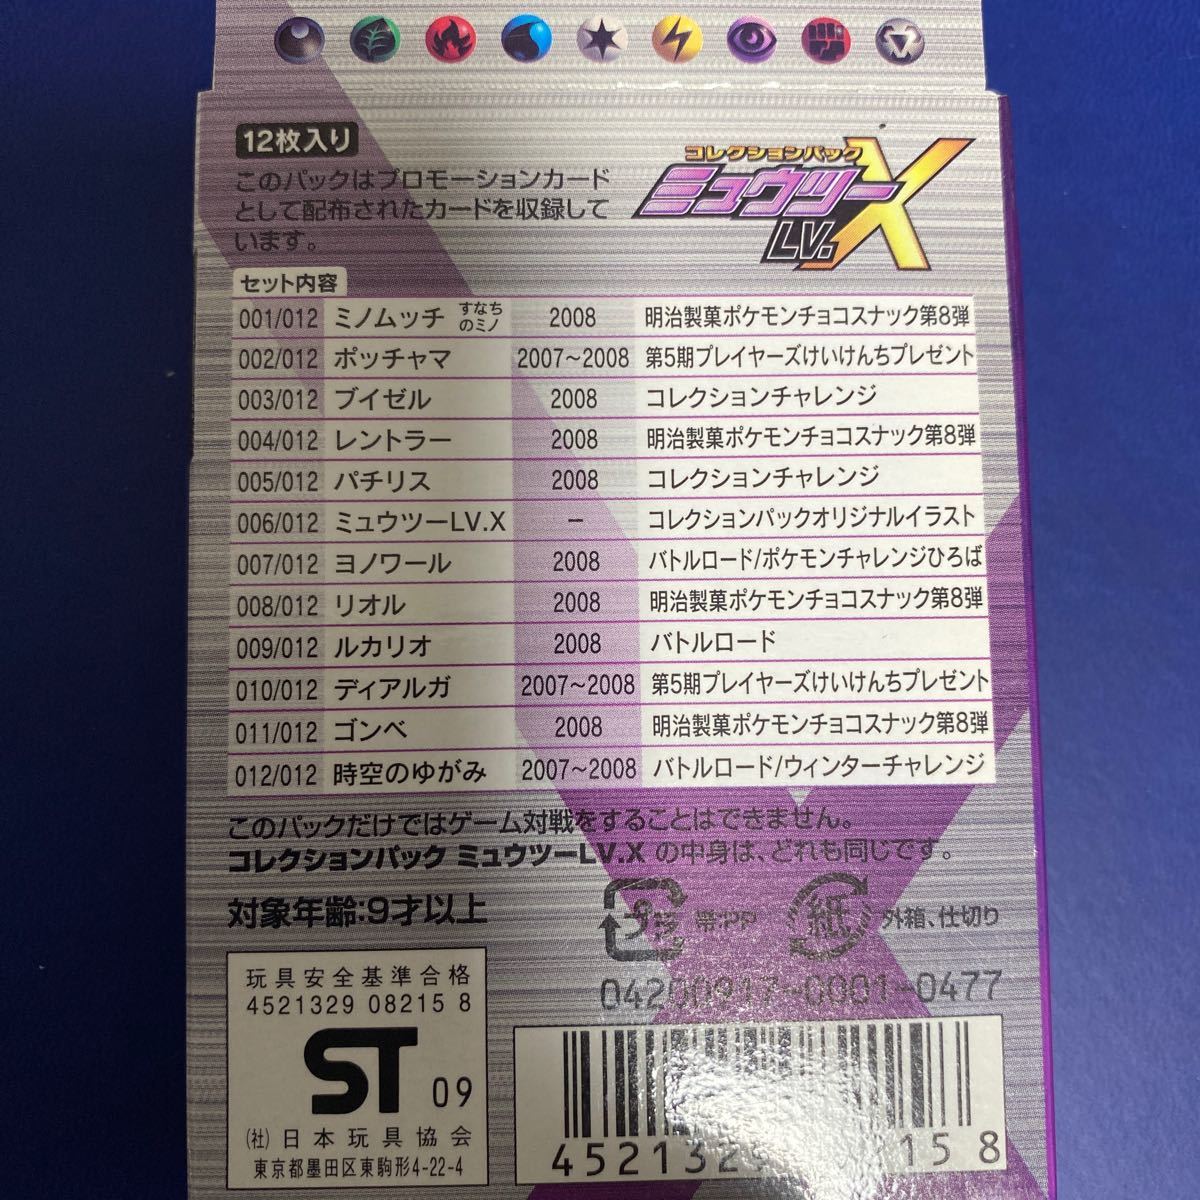 12枚入り
このパックはプロモーションカード
として配布されたカードを収録して
います。
コレクションパック
ミュウツー
LV.X
セット内容
001/012 ミノムッチ すなちのミノ 2008 明治製菓ポケモンチョコスナック第8弾
002/012 ポッチャマ 2007~2008 第5期プレイヤーズけいけんちプレゼント
003/012 ブイゼル 2008 コレクションチャレンジ
004/012 レントラー 2008 明治製菓ポケモンチョコスナック第8弾
005/012 パチリス 2008 コレクションチャレンジ
006/012 ミュウツーLV.X − コレクションパックオリジナルイラスト
007/012 ヨノワール 2008 バトルロード/ポケモンチャレンジひろば
008/012 リオル 2008 明治製菓ポケモンチョコスナック第8弾
009/012 ルカリオ 2008 バトルロード
010/012 ディアルガ 2007~2008 第5期プレイヤーズけいけんちプレゼント
011/012 ゴンベ 2008 明治製菓ポケモンチョコスナック第8弾
012/012 時空のゆがみ 2007~2008 バトルロード/ウィンターチャレンジ
このパックだけではゲーム対戦をすることはできません。
コレクションパック ミュウツーLV.X の中身は、どれも同じです。
対象年齢:9才以上
プラ 帯:PP 紙 外箱、仕切り
04200917-0001-0477
玩具安全基準合格
4521329 08215 8
ST 09
(社)日本玩具協会
東京都墨田区東駒形4-22-4
4521329 15 8